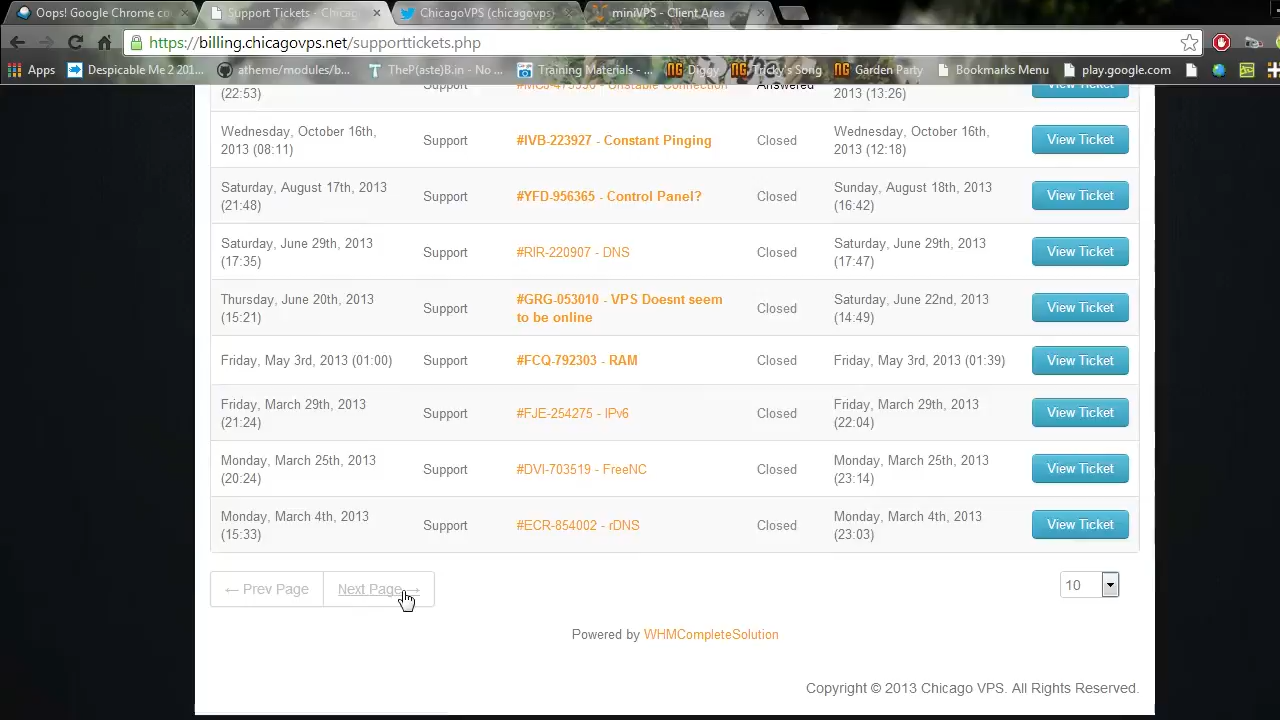 Oops! Google Chrome co
Support Tickets - Chicag
ChicagoVPS (chicagovps)
miniVPS - Client Area
https://billing.chicagovps.net/supporttickets.php
Apps
Despicable Me 2 201...
atheme/modules/b...
TheP(aste)B.in - No ...
Training Materials - ...
Diggy
Tricky's Song
Garden Party
Bookmarks Menu
play.google.com
(22:53)
Support
#MCJ-475990 - Unstable Connection
Answered
2013 (13:26)
View Ticket
Wednesday, October 16th,
2013 (08:11)
Support
#IVB-223927 - Constant Pinging
Closed
Wednesday, October 16th,
2013 (12:18)
View Ticket
Saturday, August 17th, 2013
(21:48)
Support
#YFD-956365 - Control Panel?
Closed
Sunday, August 18th, 2013
(16:42)
View Ticket
Saturday, June 29th, 2013
(17:35)
Support
#RIR-220907 - DNS
Closed
Saturday, June 29th, 2013
(17:47)
View Ticket
Thursday, June 20th, 2013
(15:21)
Support
#GRG-053010 - VPS Doesnt seem
to be online
Closed
Saturday, June 22nd, 2013
(14:49)
View Ticket
Friday, May 3rd, 2013 (01:00)
Support
#FCQ-792303 - RAM
Closed
Friday, May 3rd, 2013 (01:39)
View Ticket
Friday, March 29th, 2013
(21:24)
Support
#FJE-254275 - IPv6
Closed
Friday, March 29th, 2013
(22:04)
View Ticket
Monday, March 25th, 2013
(20:24)
Support
#DVI-703519 - FreeNC
Closed
Monday, March 25th, 2013
(23:14)
View Ticket
Monday, March 4th, 2013
(15:33)
Support
#ECR-854002 - rDNS
Closed
Monday, March 4th, 2013
(23:03)
View Ticket
← Prev Page
Next Page →
10
Powered by WHMCompleteSolution
Copyright © 2013 Chicago VPS. All Rights Reserved.